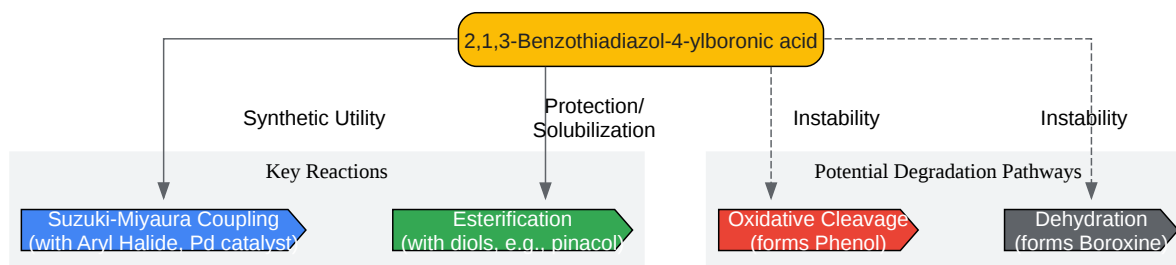 2,1,3-Benzothiadiazol-4-ylboronic acid
Synthetic Utility
Protection/
Solubilization
Instability
Instability
Key Reactions
Potential Degradation Pathways
Suzuki-Miyaura Coupling
(with Aryl Halide, Pd catalyst)
Esterification
(with diols, e.g., pinacol)
Oxidative Cleavage
(forms Phenol)
Dehydration
(forms Boroxine)